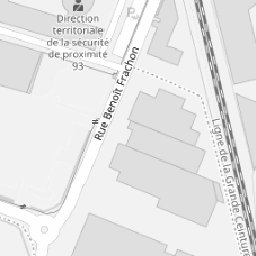 Direction
territoriale
de la sécurité
de proximité
93
P
Rue Benoît Frachon
Ligne de la Grande Ceinture